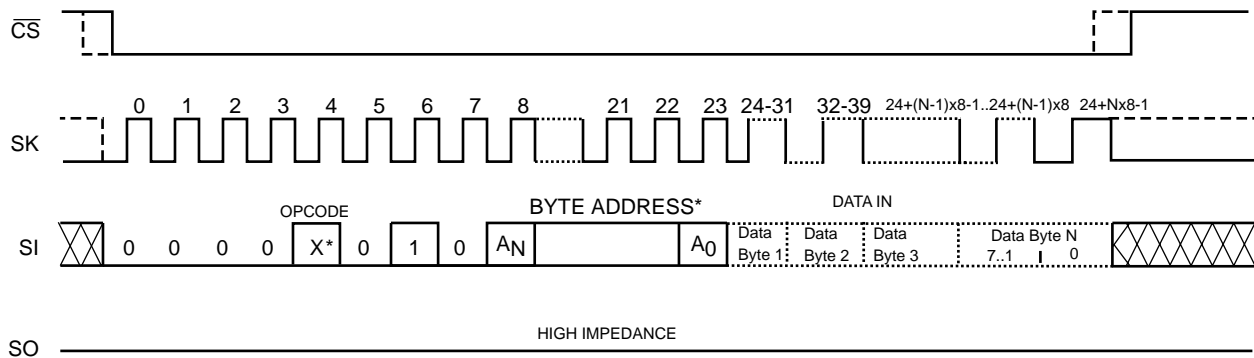 CS
0 1 2 3 4 5 6 7 8 21 22 23 24-31 32-39 24+(N-1)x8-1..24+(N-1)x8 24+Nx8-1
SK
OPCODE BYTE ADDRESS* DATA IN
SI 0 0 0 0 X* 0 1 0 AN A0
Data Byte 1
Data Byte 2
Data Byte 3
Data Byte N
7..1 0
HIGH IMPEDANCE
SO